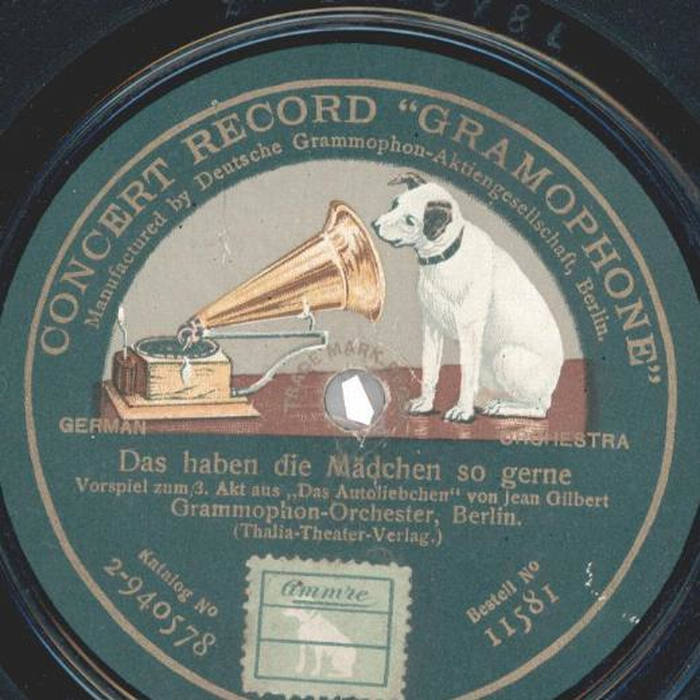 CONCERT RECORD “GRAMOPHONE”
Manufactured by Deutsche Grammophon-Aktiengesellschaft, Berlin.
TRADE MARK
GERMAN ORCHESTRA
Das haben die Mädchen so gerne
Vorspiel zum 3. Akt aus „Das Autoliebchen“ von Jean Gilbert
Grammophon-Orchester, Berlin.
(Thalia-Theater-Verlag.)
Katalog No
2-940578
Bestell No
11581
ammre